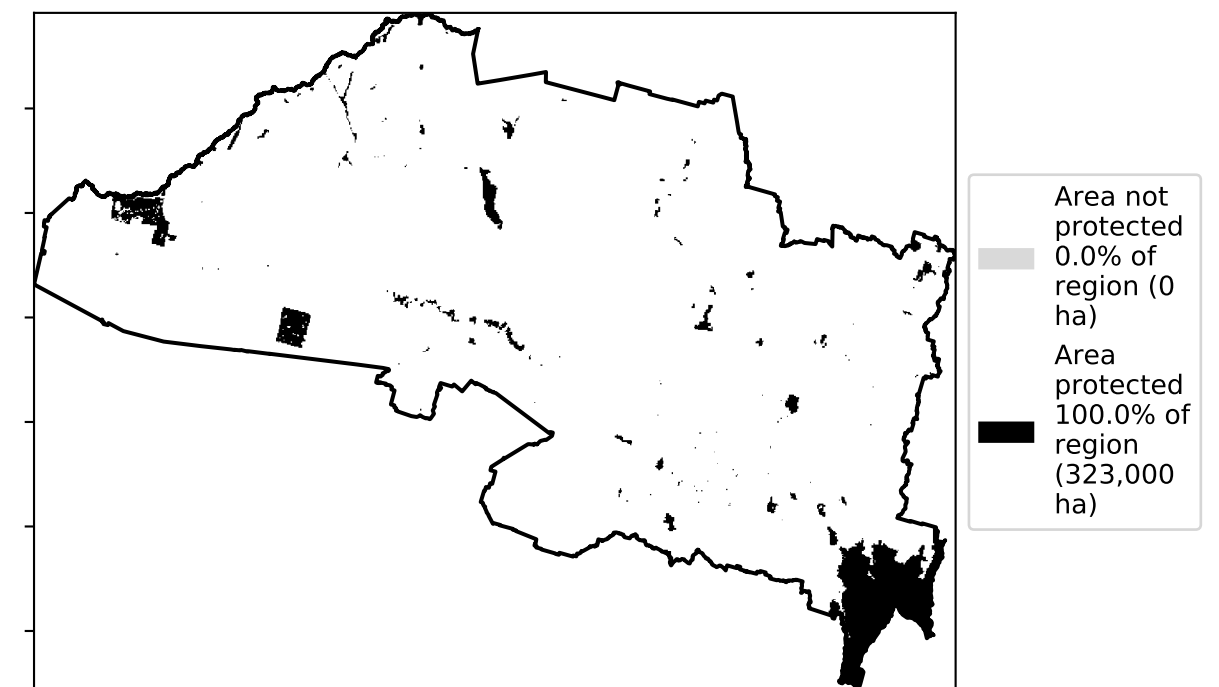 Area not
protected
0.0% of
region (0
ha)
Area
protected
100.0% of
region
(323,000
ha)